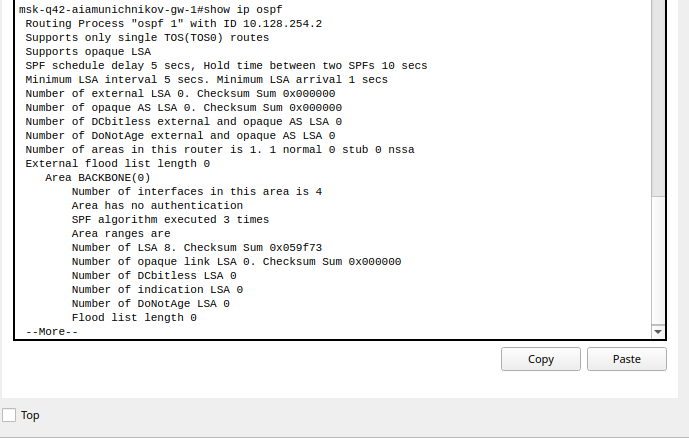 msk-q42-aiamunichnikov-gw-1#show ip ospf
Routing Process "ospf 1" with ID 10.128.254.2
Supports only single TOS(TOS0) routes
Supports opaque LSA
SPF schedule delay 5 secs, Hold time between two SPFs 10 secs
Minimum LSA interval 5 secs. Minimum LSA arrival 1 secs
Number of external LSA 0. Checksum Sum 0x000000
Number of opaque AS LSA 0. Checksum Sum 0x000000
Number of DCbitless external and opaque AS LSA 0
Number of DoNotAge external and opaque AS LSA 0
Number of areas in this router is 1. 1 normal 0 stub 0 nssa
External flood list length 0
Area BACKBONE(0)
Number of interfaces in this area is 4
Area has no authentication
SPF algorithm executed 3 times
Area ranges are
Number of LSA 8. Checksum Sum 0x059f73
Number of opaque link LSA 0. Checksum Sum 0x000000
Number of DCbitless LSA 0
Number of indication LSA 0
Number of DoNotAge LSA 0
Flood list length 0
--More--
Copy Paste
Top